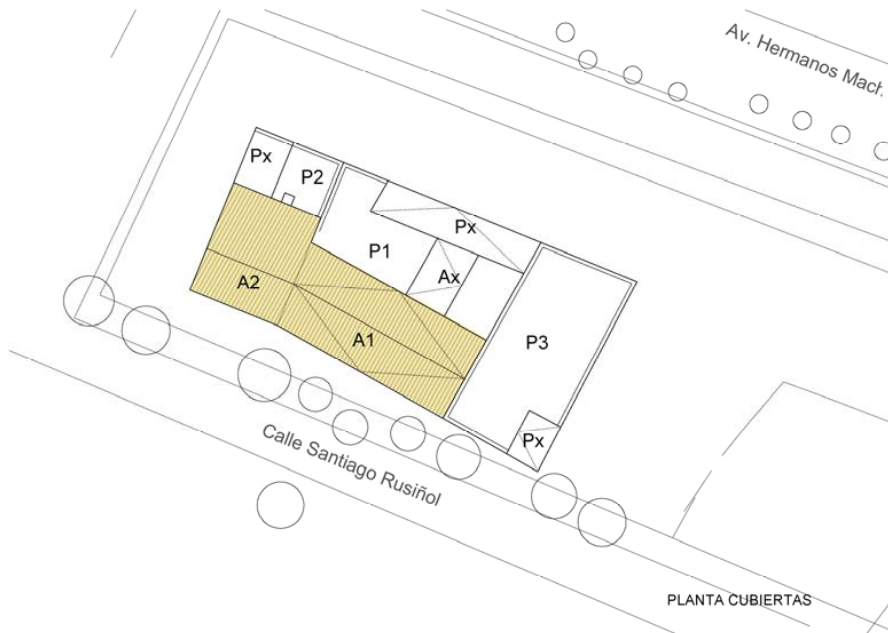 Av. Hermanos Mach.
Px
P2
Px
P1
Ax
A2
A1
P3
Px
Calle Santiago Rusiñol
PLANTA CUBIERTAS